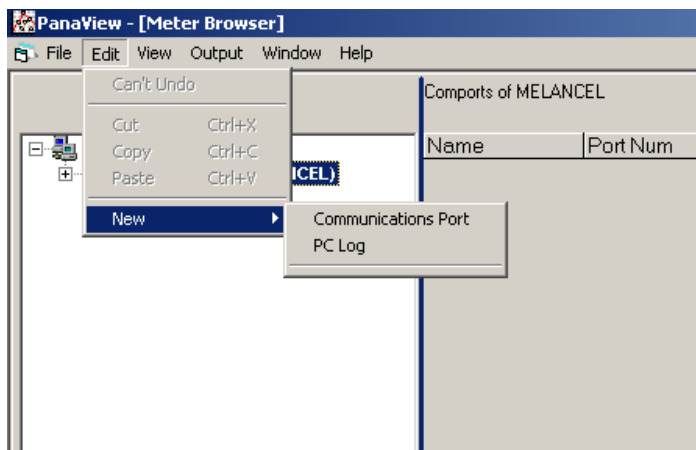 PanaView - [Meter Browser]
File Edit View Output Window Help
Can't Undo
Cut Ctrl+X
Copy Ctrl+C
Paste Ctrl+V
New
Communications Port
PC Log
ICEL)
Comports of MELANCEL
Name Port Num